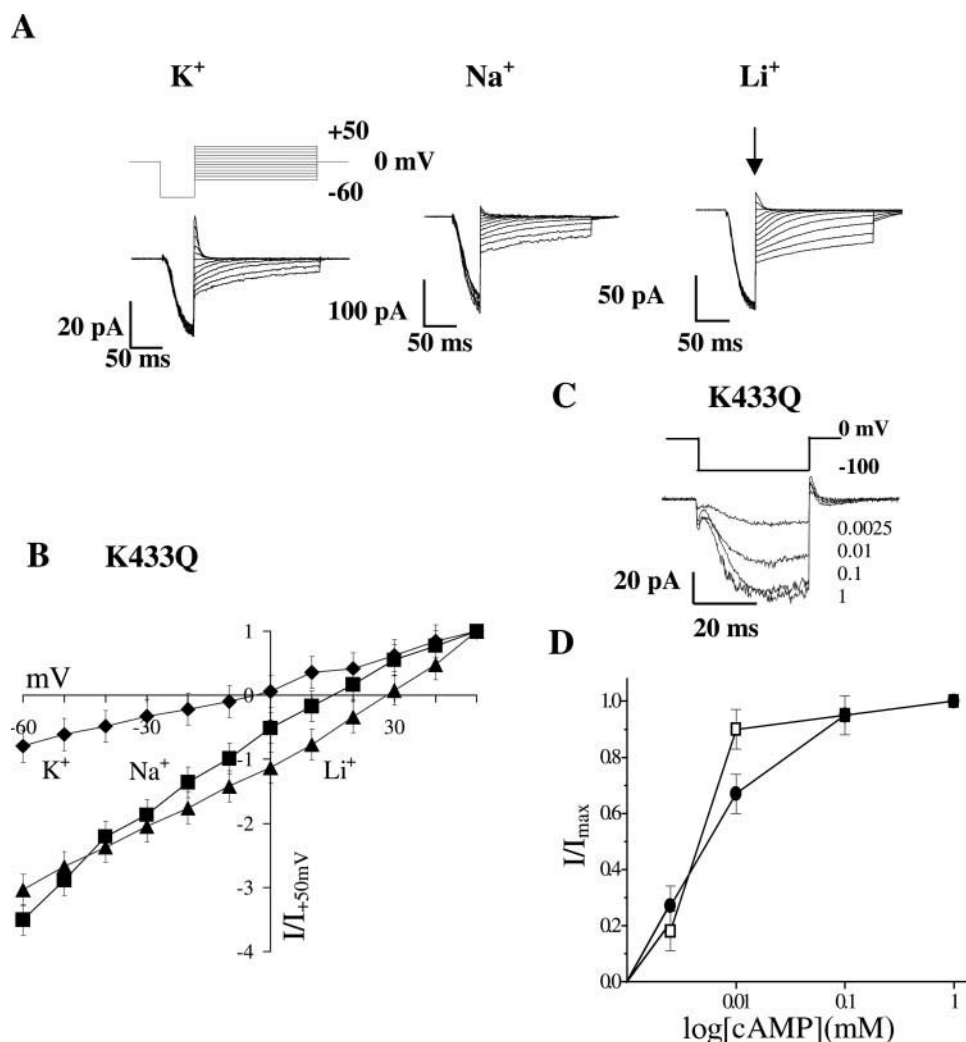 A
K+ Na+ Li+
+50
0 mV
-60
20 pA
50 ms
100 pA
50 ms
50 pA
50 ms
C K433Q
0 mV
-100
0.0025
0.01
0.1
1
20 pA
20 ms
B K433Q
mV
1
0
-60 -30 30
K+ Na+ Li+
-1
-2
-3
-4
I/I+50mV
D
I/Imax
0.8
0.6
0.4
0.2
0.0
0.01 0.1 1
log[cAMP](mM)